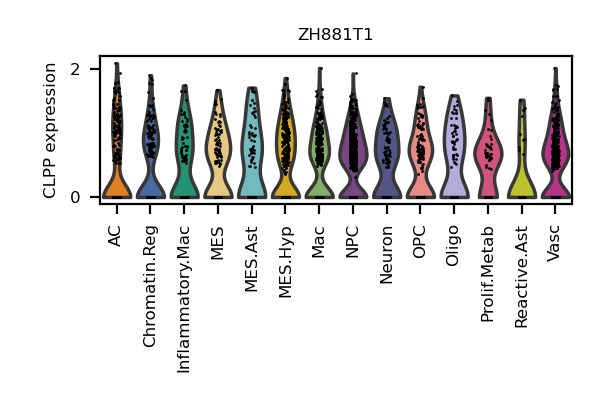 ZH881T1
CLPP expression
2
0
AC
Chromatin.Reg
Inflammatory.Mac
MES
MES.Ast
MES.Hyp
Mac
NPC
Neuron
OPC
Oligo
Prolif.Metab
Reactive.Ast
Vasc